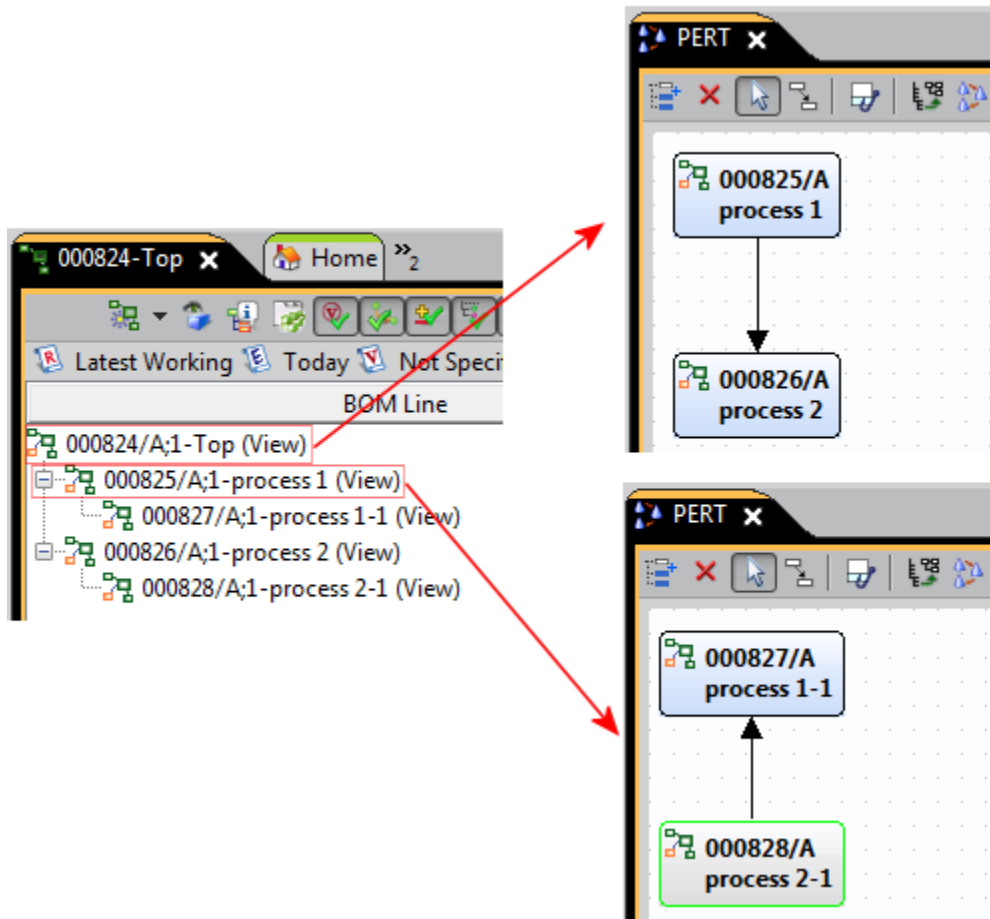 PERT
000825/A
process 1
000826/A
process 2
000824-Top
Home
»2
Latest Working Today Not Speci
BOM Line
000824/A;1-Top (View)
000825/A;1-process 1 (View)
000827/A;1-process 1-1 (View)
000826/A;1-process 2 (View)
000828/A;1-process 2-1 (View)
PERT
000827/A
process 1-1
000828/A
process 2-1